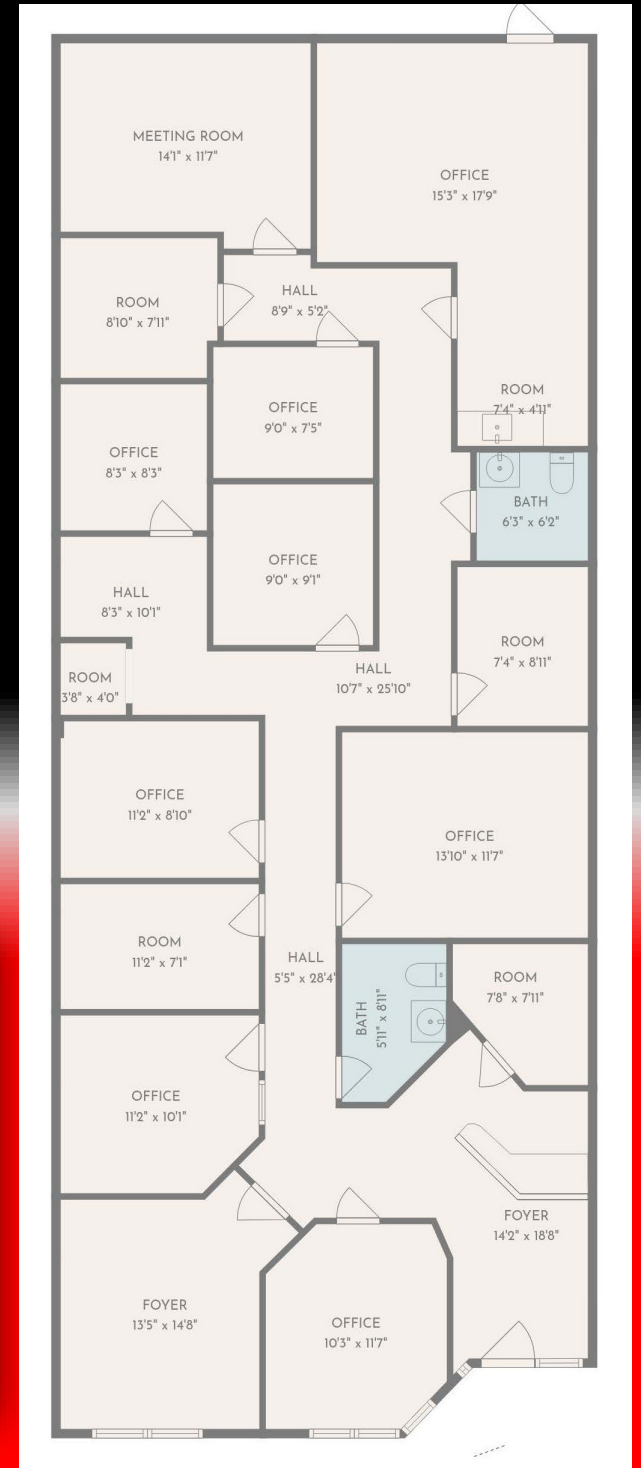 MEETING ROOM
14'1" x 11'7"
OFFICE
15'3" x 17'9"
ROOM
8'10" x 7'11"
HALL
8'9" x 5'2"
OFFICE
9'0" x 7'5"
ROOM
7'4" x 4'11"
OFFICE
8'3" x 8'3"
BATH
6'3" x 6'2"
OFFICE
9'0" x 9'1"
HALL
8'3" x 10'1"
ROOM
7'4" x 8'11"
ROOM
3'8" x 4'0"
HALL
10'7" x 25'10"
OFFICE
11'2" x 8'10"
OFFICE
13'10" x 11'7"
ROOM
11'2" x 7'1"
HALL
5'5" x 28'4"
BATH
5'11" x 8'11"
ROOM
7'8" x 7'11"
OFFICE
11'2" x 10'1"
FOYER
14'2" x 18'8"
FOYER
13'5" x 14'8"
OFFICE
10'3" x 11'7"